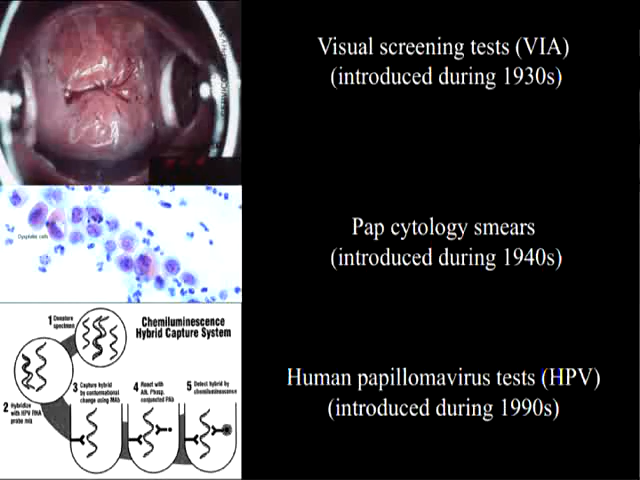 Visual screening tests (VIA)
(introduced during 1930s)
Dysplastic cells
Pap cytology smears
(introduced during 1940s)
Chemiluminescence
Hybrid Capture System
1 Denature
specimen
2 Hybridize
with HPV RNA
probe mix
3 Capture hybrid
by conformational
change using MAb
4 React with
Alk. Phosp.
conjugated MAb
5 Detect hybrid by
chemiluminescence
Human papillomavirus tests (HPV)
(introduced during 1990s)